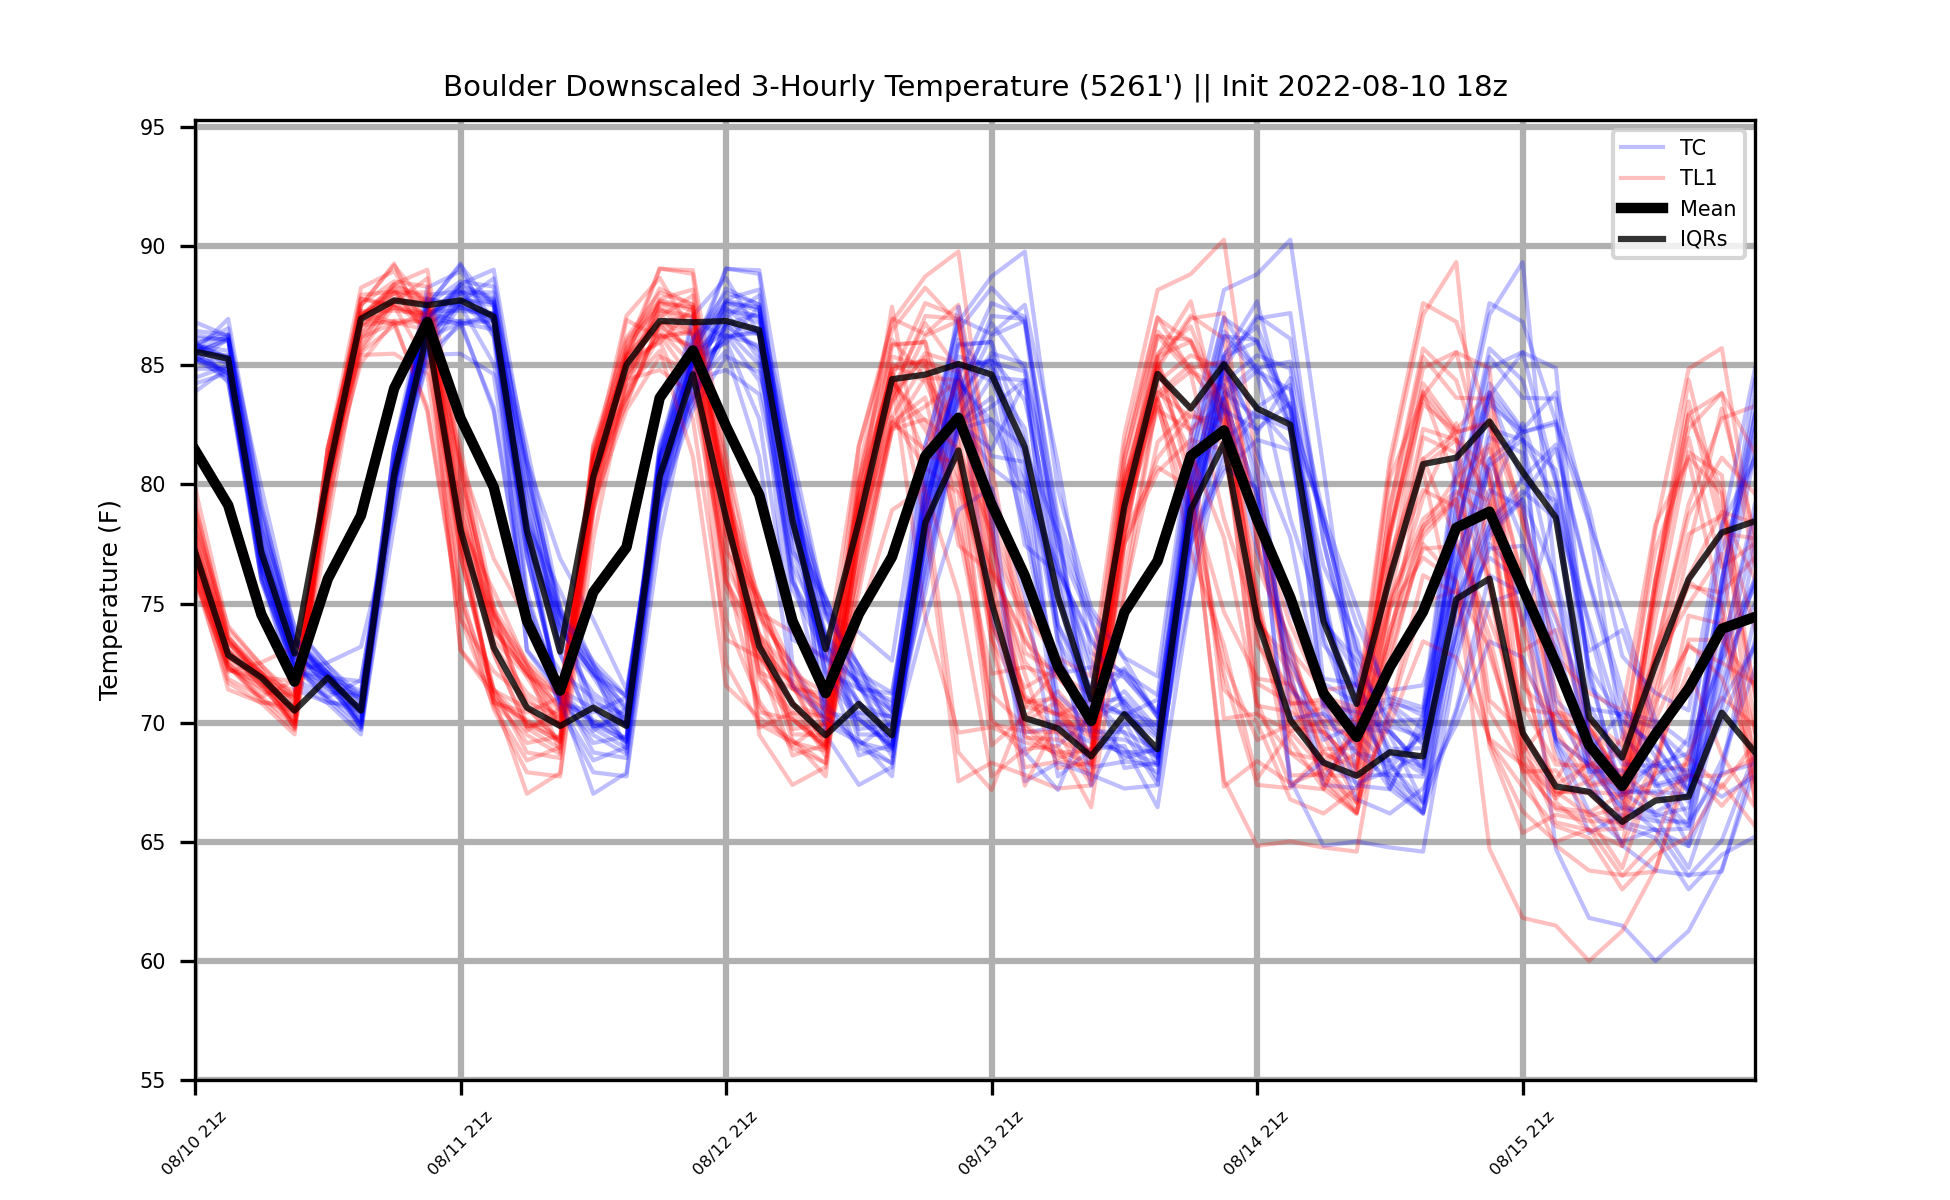 Boulder Downscaled 3-Hourly Temperature (5261') || Init 2022-08-10 18z
TC
TL1
Mean
IQRs
Temperature (F)
95
90
85
80
75
70
65
60
55
08/10 21z
08/11 21z
08/12 21z
08/13 21z
08/14 21z
08/15 21z